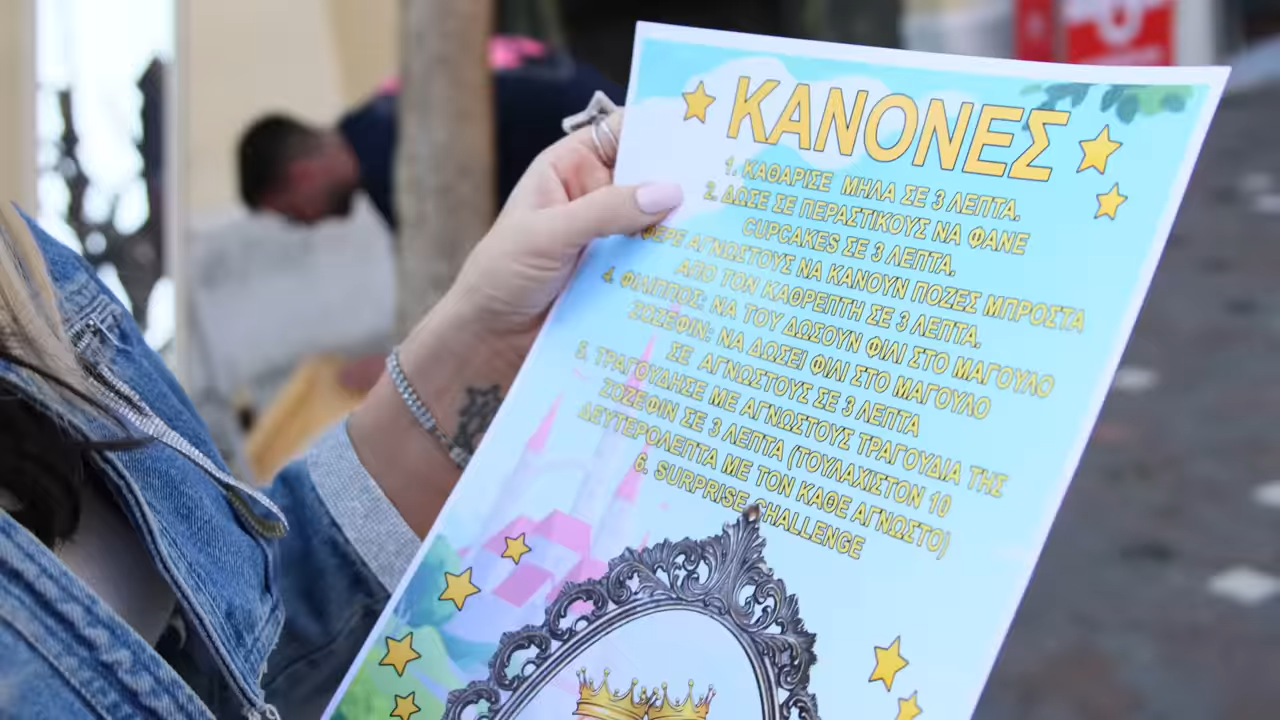 ΚΑΝΟΝΕΣ
1. ΚΑΘΑΡΙΣΕ ΜΗΛΑ ΣΕ 3 ΛΕΠΤΑ.
2. ΔΩΣΕ ΣΕ ΠΕΡΑΣΤΙΚΟΥΣ ΝΑ ΦΑΝΕ
CUPCAKES ΣΕ 3 ΛΕΠΤΑ.
ΦΕΡΕ ΑΓΝΩΣΤΟΥΣ ΝΑ ΚΑΝΟΥΝ ΠΟΖΕΣ ΜΠΡΟΣΤΑ
ΑΠΟ ΤΟΝ ΚΑΘΡΕΠΤΗ ΣΕ 3 ΛΕΠΤΑ.
4. ΦΙΛΙΠΠΟΣ: ΝΑ ΤΟΥ ΔΩΣΟΥΝ ΦΙΛΙ ΣΤΟ ΜΑΓΟΥΛΟ
ΖΟΖΕΦΙΝ: ΝΑ ΔΩΣΕΙ ΦΙΛΙ ΣΤΟ ΜΑΓΟΥΛΟ
ΣΕ ΑΓΝΩΣΤΟΥΣ ΣΕ 3 ΛΕΠΤΑ
5. ΤΡΑΓΟΥΔΗΣΕ ΜΕ ΑΓΝΩΣΤΟΥΣ ΤΡΑΓΟΥΔΙΑ ΤΗΣ
ΖΟΖΕΦΙΝ ΣΕ 3 ΛΕΠΤΑ (ΤΟΥΛΑΧΙΣΤΟΝ 10
ΔΕΥΤΕΡΟΛΕΠΤΑ ΜΕ ΤΟΝ ΚΑΘΕ ΑΓΝΩΣΤΟ)
6. SURPRISE CHALLENGE